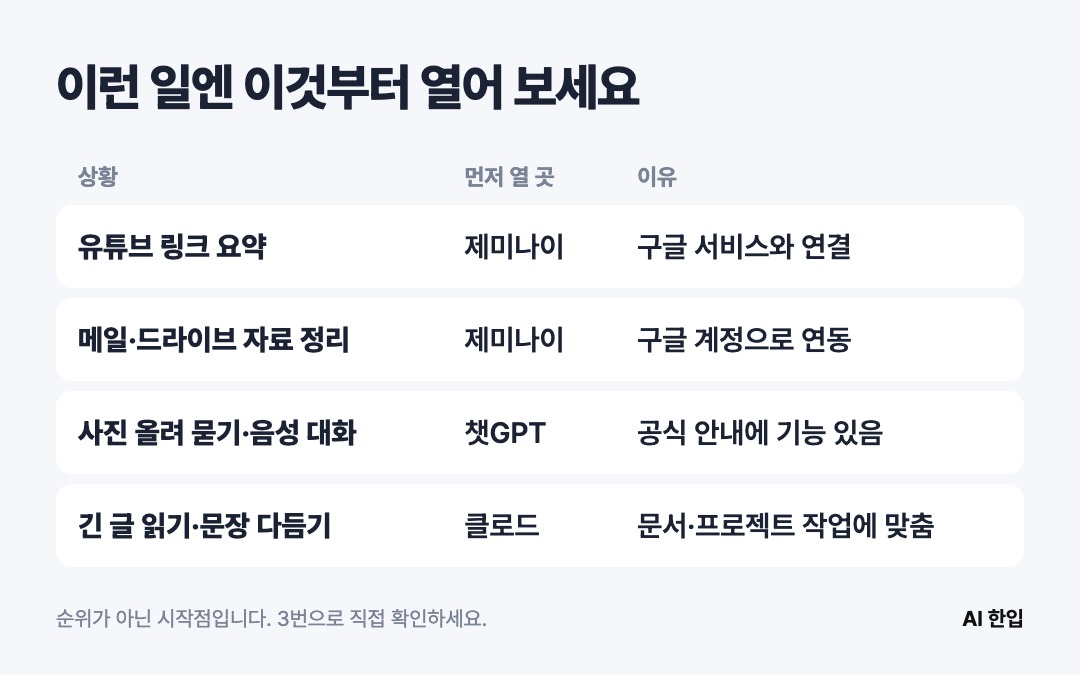 이런 일엔 이것부터 열어 보세요
상황 먼저 열 곳 이유
유튜브 링크 요약 제미나이 구글 서비스와 연결
메일·드라이브 자료 정리 제미나이 구글 계정으로 연동
사진 올려 묻기·음성 대화 챗GPT 공식 안내에 기능 있음
긴 글 읽기·문장 다듬기 클로드 문서·프로젝트 작업에 맞춤
순위가 아닌 시작점입니다. 3번으로 직접 확인하세요. AI 한입